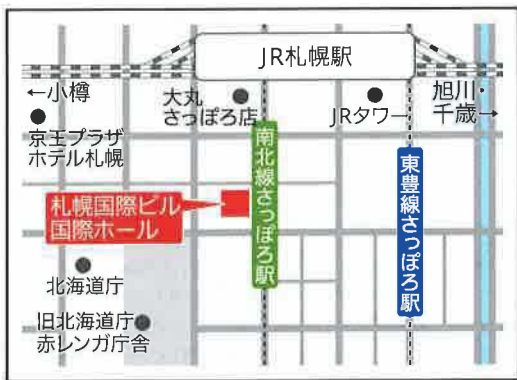 JR札幌駅
←小樽
大丸
さっぽろ店
JRタワー
旭川・
千歳→
京王プラザ
ホテル札幌
南北線さっぽろ駅
東豊線さっぽろ駅
札幌国際ビル
国際ホール
北海道庁
旧北海道庁
赤レンガ庁舎